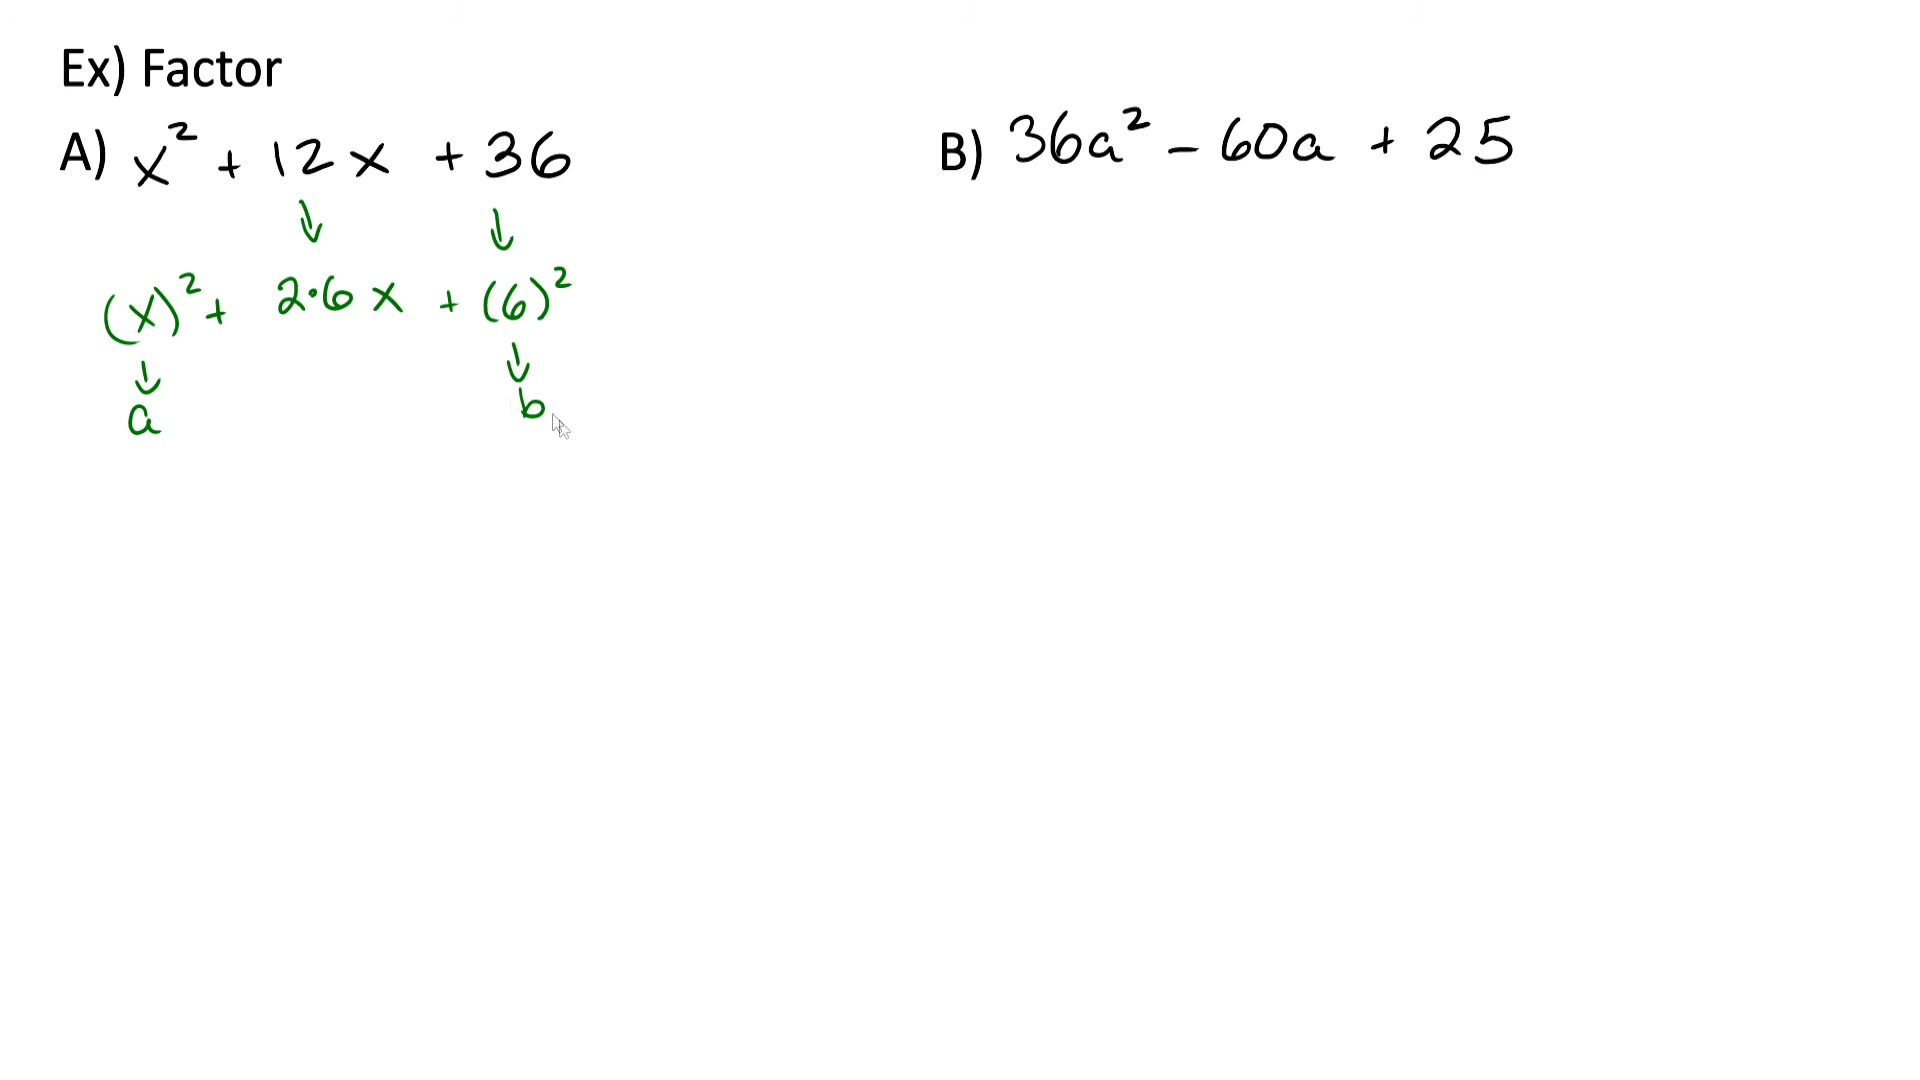 Ex) Factor
A) x² + 12x + 36
(x)² + 2·6x + (6)²
a
b
B) 36a² - 60a + 25